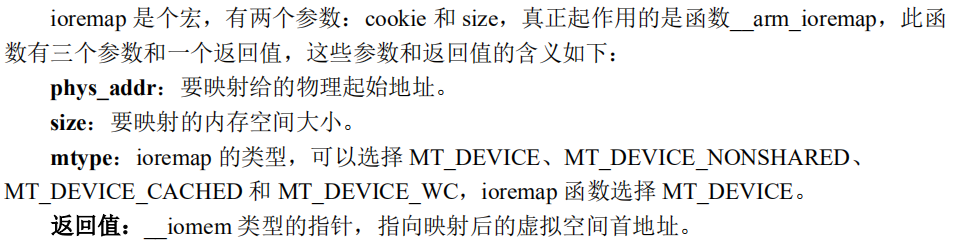 ioremap 是个宏，有两个参数：cookie 和 size，真正起作用的是函数__arm_ioremap，此函
数有三个参数和一个返回值，这些参数和返回值的含义如下：
phys_addr：要映射给的物理起始地址。
size：要映射的内存空间大小。
mtype：ioremap 的类型，可以选择 MT_DEVICE、MT_DEVICE_NONSHARED、
MT_DEVICE_CACHED 和 MT_DEVICE_WC，ioremap 函数选择 MT_DEVICE。
返回值：__iomem 类型的指针，指向映射后的虚拟空间首地址。